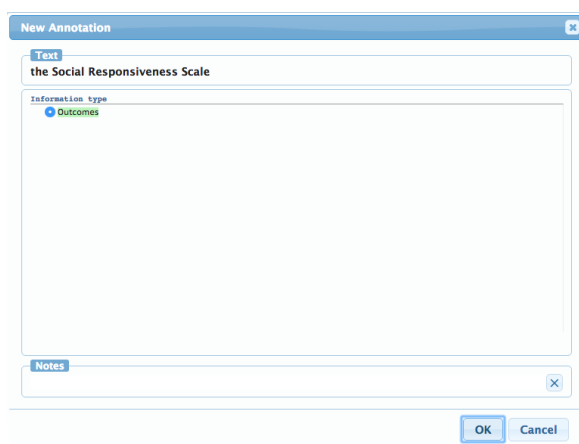 New Annotation
Text
the Social Responsiveness Scale
Information type
Outcomes
Notes
OK Cancel